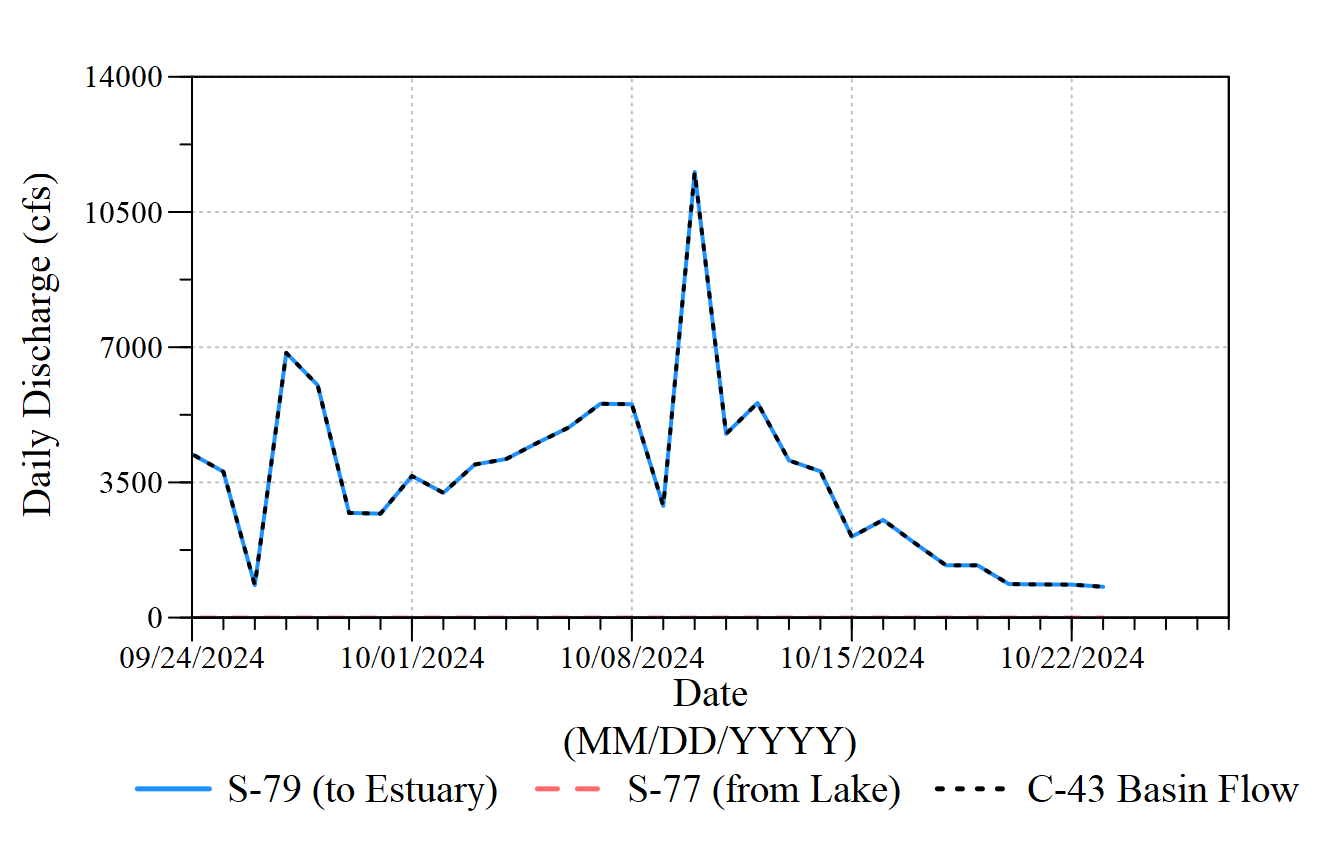 14000
10500
7000
3500
0
Daily Discharge (cfs)
09/24/2024 10/01/2024 10/08/2024 10/15/2024 10/22/2024
Date
(MM/DD/YYYY)
S-79 (to Estuary) S-77 (from Lake) C-43 Basin Flow